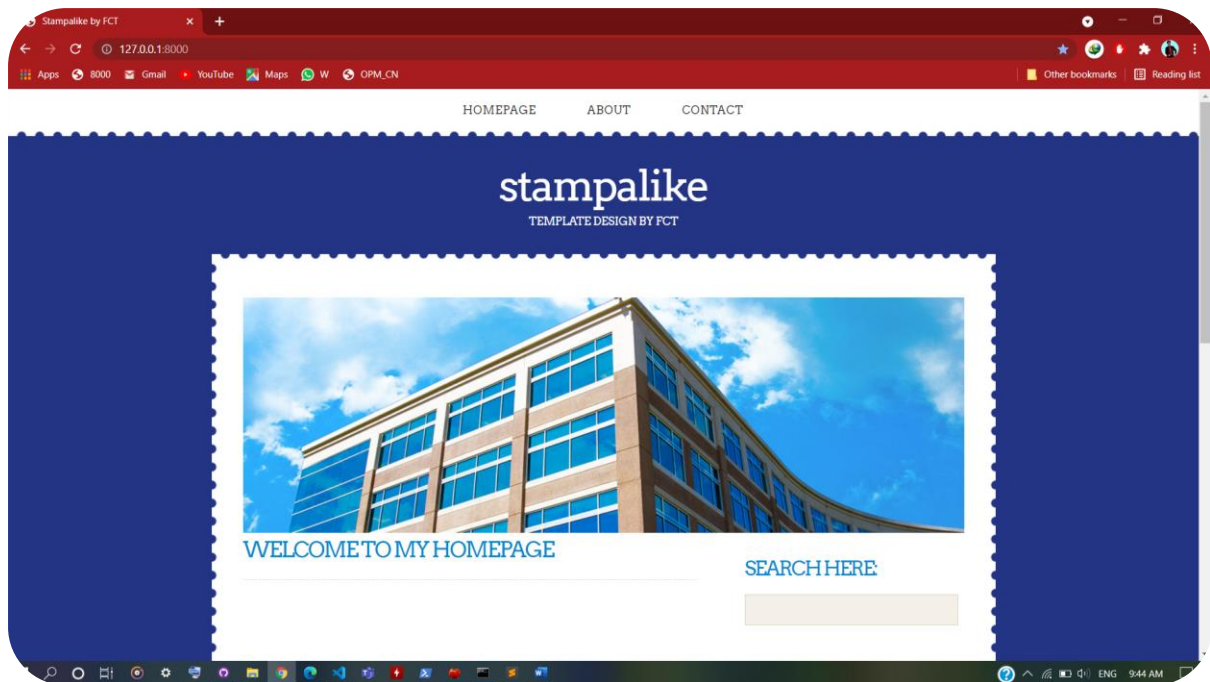 Stampalike by FCT
127.0.0.1:8000
Apps 8000 Gmail YouTube Maps W OPM_CN Other bookmarks Reading list
HOMEPAGE ABOUT CONTACT
stampalike
TEMPLATE DESIGN BY FCT
WELCOME TO MY HOMEPAGE
SEARCH HERE:
ENG 9:44 AM